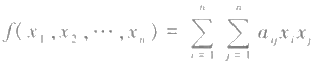 f(x₁,x₂,⋯,xₙ) = ∑ᵢ₌₁ⁿ ∑ⱼ₌₁ⁿ aᵢⱼxᵢxⱼ